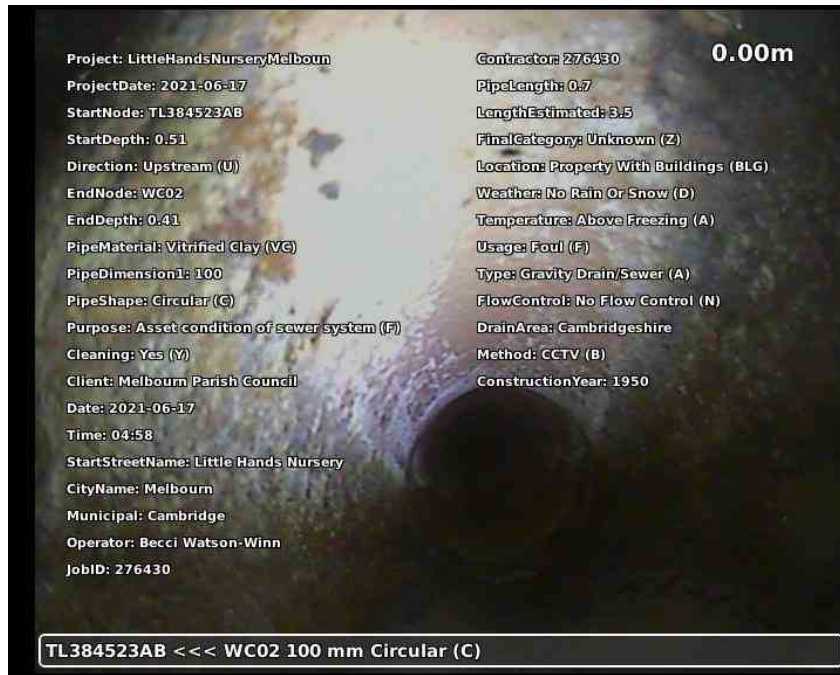 Project: LittleHandsNurseryMelboun
ProjectDate: 2021-06-17
StartNode: TL384523AB
StartDepth: 0.51
Direction: Upstream (U)
EndNode: WC02
EndDepth: 0.41
PipeMaterial: Vitrified Clay (VC)
PipeDimension1: 100
PipeShape: Circular (C)
Purpose: Asset condition of sewer system (F)
Cleaning: Yes (Y)
Client: Melbourn Parish Council
Date: 2021-06-17
Time: 04:58
StartStreetName: Little Hands Nursery
CityName: Melbourn
Municipal: Cambridge
Operator: Becci Watson-Winn
JobID: 276430
Contractor: 276430
PipeLength: 0.7
LengthEstimated: 3.5
FinalCategory: Unknown (Z)
Location: Property With Buildings (BLG)
Weather: No Rain Or Snow (D)
Temperature: Above Freezing (A)
Usage: Foul (F)
Type: Gravity Drain/Sewer (A)
FlowControl: No Flow Control (N)
DrainArea: Cambridgeshire
Method: CCTV (B)
ConstructionYear: 1950
0.00m
TL384523AB <<< WC02 100 mm Circular (C)